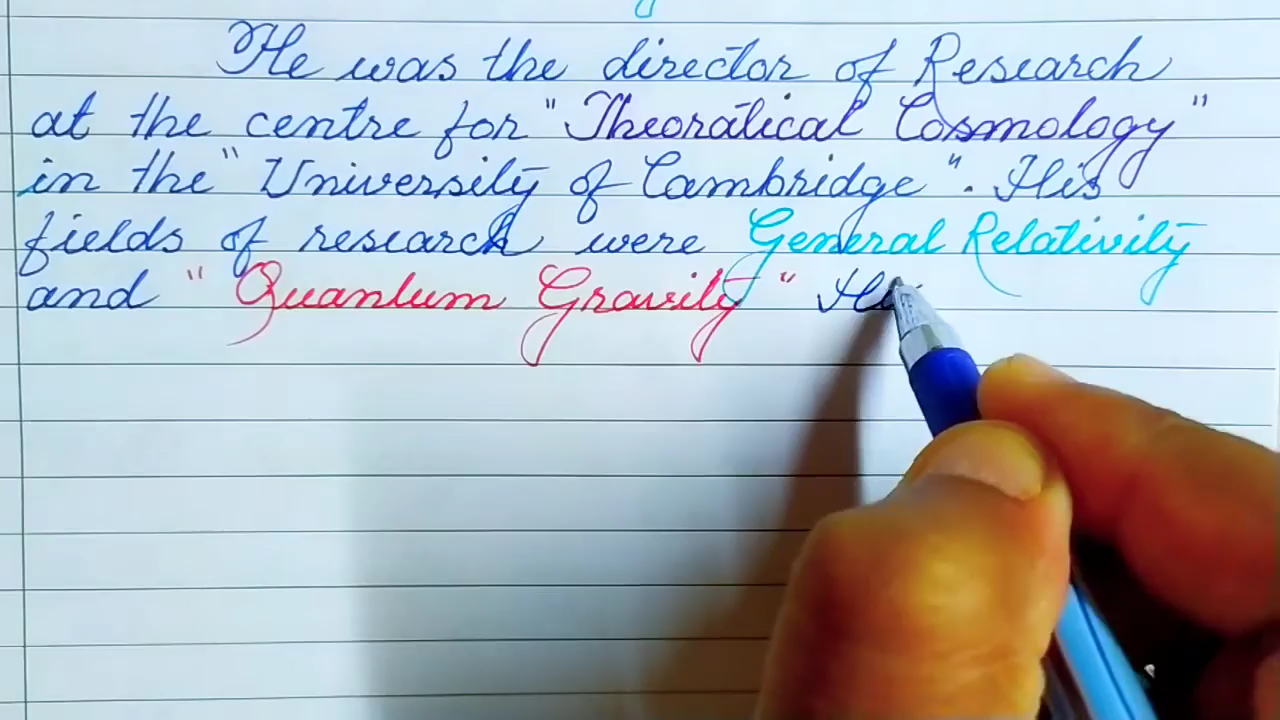 He was the director of Research
at the centre for "Theoratical Cosmology"
in the "University of Cambridge". His
fields of research were General Relativity
and "Quantum Gravity"